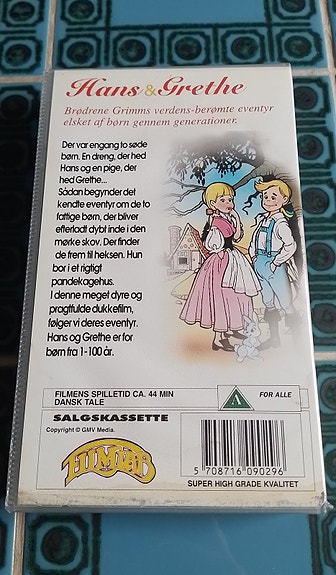 Hans & Grethe
Brødrene Grimms verdens-berømte eventyr
elsket af børn gennem generationer.
Der var engang to søde
børn. En dreng, der hed
Hans og en pige, der
hed Grethe...
Sådan begynder det
kendte eventyr om de to
fattige børn, der bliver
efterladt dybt inde i den
mørke skov. Der finder
de frem til heksen. Hun
bor i et rigtigt
pandekagehus.
I denne meget dyre og
pragtfulde dukkefilm,
følger vi deres eventyr.
Hans og Grethe er for
børn fra 1-100 år.
FILMENS SPILLETID CA. 44 MIN
DANSK TALE
A
FOR ALLE
SALGSKASSETTE
Copyright © GMV Media.
5 708716 090296
SUPER HIGH GRADE KVALITET